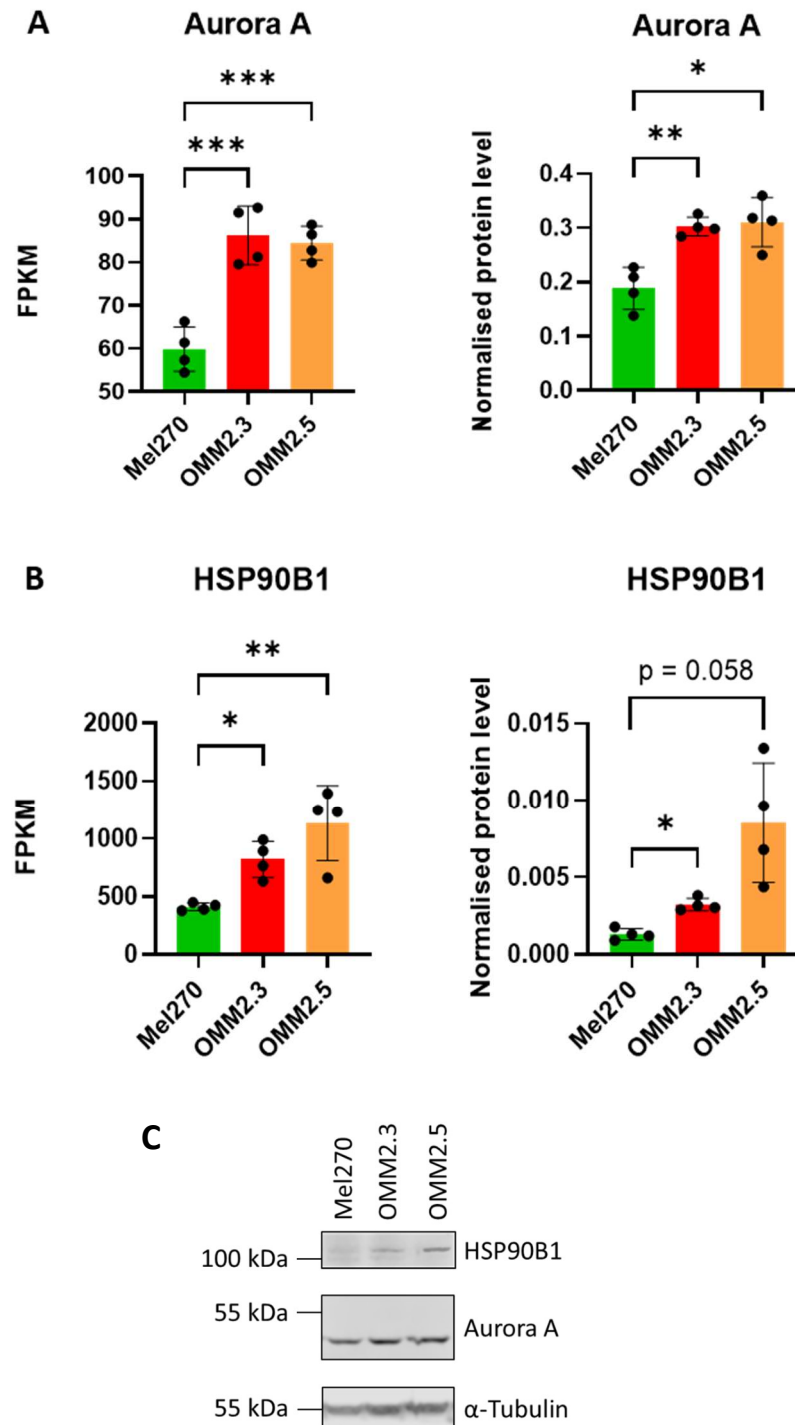 A
Aurora A
***
***
FPKM
100
90
80
70
60
50
Mel270
OMM2.3
OMM2.5
Aurora A
*
**
Normalised protein level
0.4
0.3
0.2
0.1
0.0
Mel270
OMM2.3
OMM2.5
B
HSP90B1
**
*
FPKM
2000
1500
1000
500
0
Mel270
OMM2.3
OMM2.5
HSP90B1
p = 0.058
*
Normalised protein level
0.015
0.010
0.005
0.000
Mel270
OMM2.3
OMM2.5
C
Mel270
OMM2.3
OMM2.5
100 kDa
HSP90B1
55 kDa
Aurora A
55 kDa
α-Tubulin